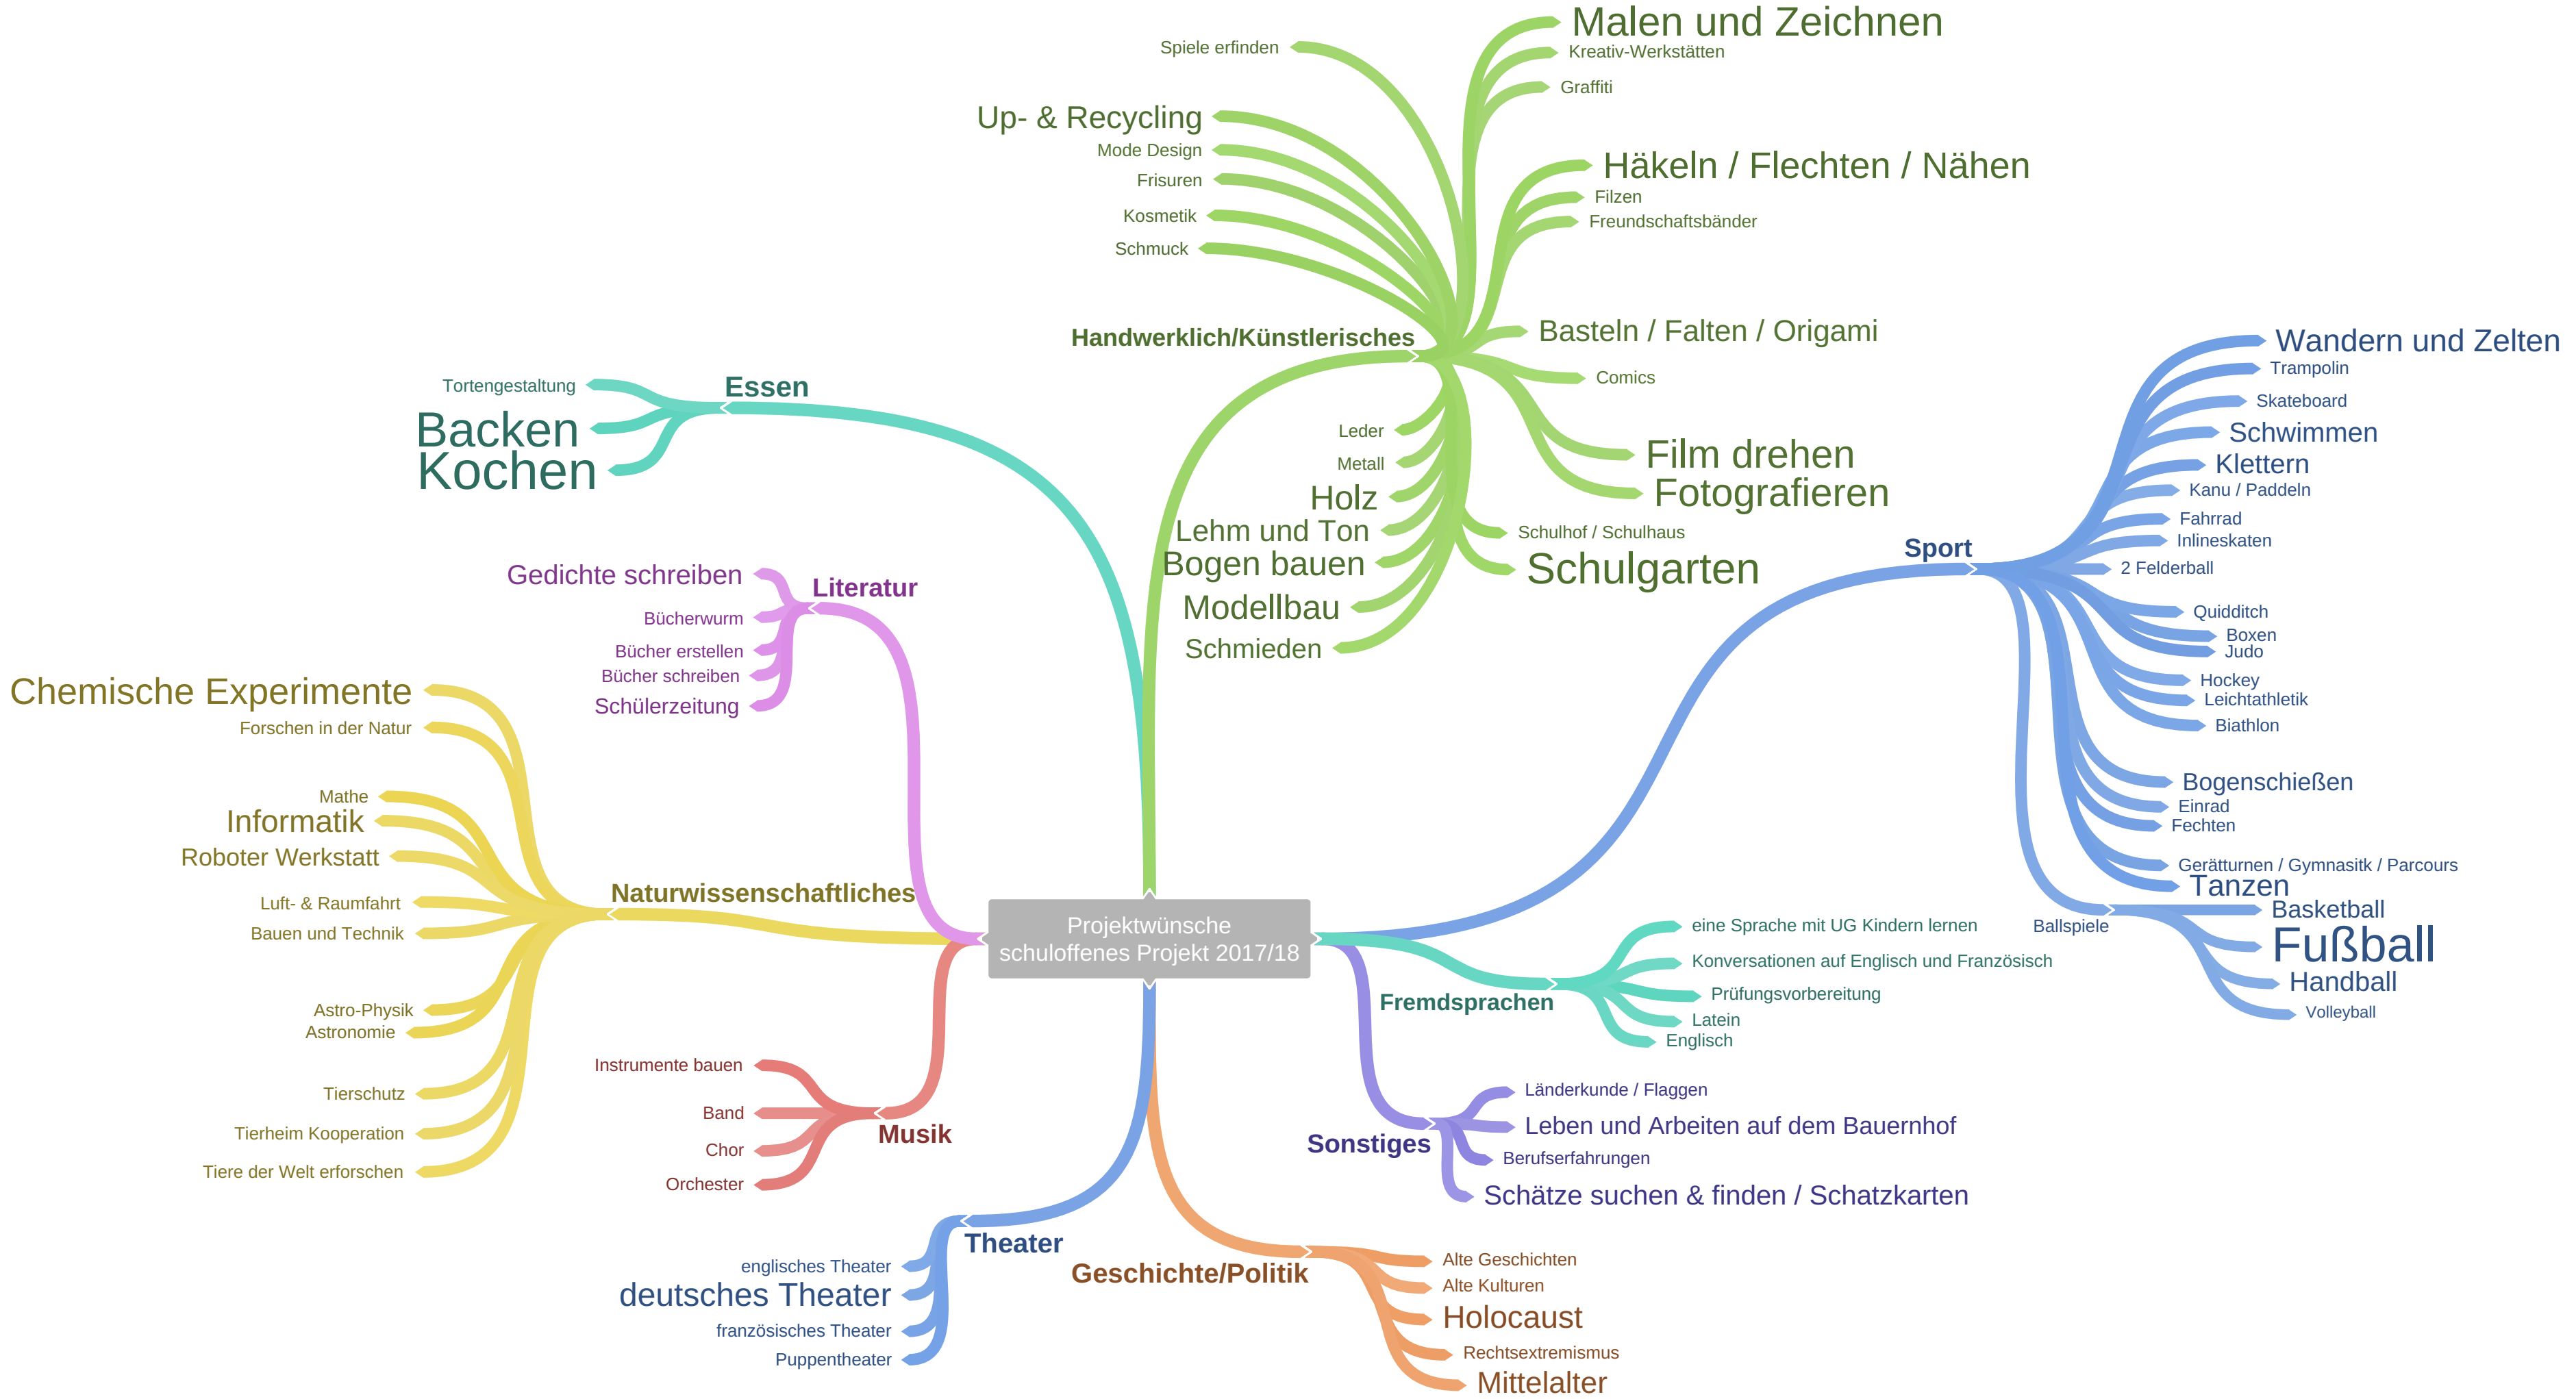 Projektwünsche
schuloffenes Projekt 2017/18
Handwerklich/Künstlerisches
Spiele erfinden
Up- & Recycling
Mode Design
Frisuren
Kosmetik
Schmuck
Malen und Zeichnen
Kreativ-Werkstätten
Graffiti
Häkeln / Flechten / Nähen
Filzen
Freundschaftsbänder
Basteln / Falten / Origami
Comics
Film drehen
Fotografieren
Schulhof / Schulhaus
Schulgarten
Leder
Metall
Holz
Lehm und Ton
Bogen bauen
Modellbau
Schmieden
Essen
Tortengestaltung
Backen
Kochen
Literatur
Gedichte schreiben
Bücherwurm
Bücher erstellen
Bücher schreiben
Schülerzeitung
Naturwissenschaftliches
Chemische Experimente
Forschen in der Natur
Mathe
Informatik
Roboter Werkstatt
Luft- & Raumfahrt
Bauen und Technik
Astro-Physik
Astronomie
Tierschutz
Tierheim Kooperation
Tiere der Welt erforschen
Musik
Instrumente bauen
Band
Chor
Orchester
Theater
englisches Theater
deutsches Theater
französisches Theater
Puppentheater
Geschichte/Politik
Alte Geschichten
Alte Kulturen
Holocaust
Rechtsextremismus
Mittelalter
Sonstiges
Länderkunde / Flaggen
Leben und Arbeiten auf dem Bauernhof
Berufserfahrungen
Schätze suchen & finden / Schatzkarten
Fremdsprachen
eine Sprache mit UG Kindern lernen
Konversationen auf Englisch und Französisch
Prüfungsvorbereitung
Latein
Englisch
Sport
Wandern und Zelten
Trampolin
Skateboard
Schwimmen
Klettern
Kanu / Paddeln
Fahrrad
Inlineskaten
2 Felderball
Quidditch
Boxen
Judo
Hockey
Leichtathletik
Biathlon
Bogenschießen
Einrad
Fechten
Gerätturnen / Gymnasitk / Parcours
Tanzen
Ballspiele
Basketball
Fußball
Handball
Volleyball